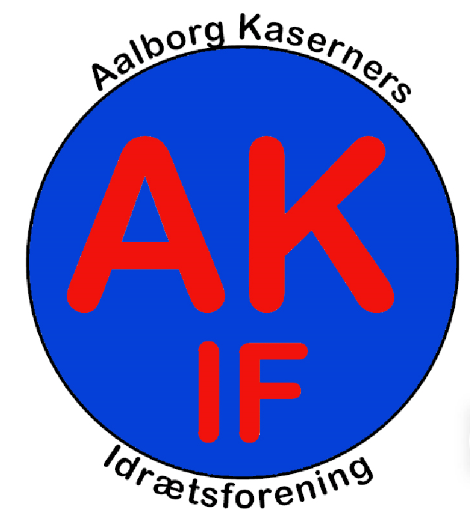 Aalborg Kaserners
AK
IF
Idrætsforening